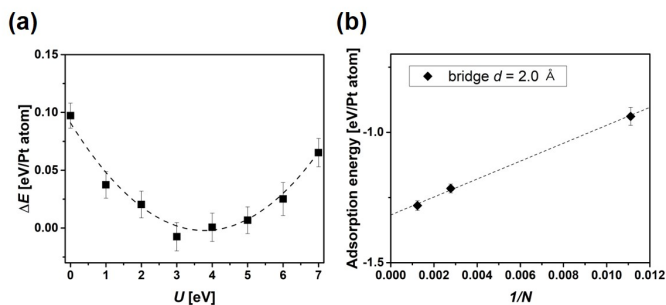 (a)
(b)
0.15
0.10
0.05
0.00
ΔE [eV/Pt atom]
0 1 2 3 4 5 6 7
U [eV]
bridge d = 2.0 Å
-1.0
-1.5
Adsorption energy [eV/Pt atom]
0.000 0.002 0.004 0.006 0.008 0.010 0.012
1/N